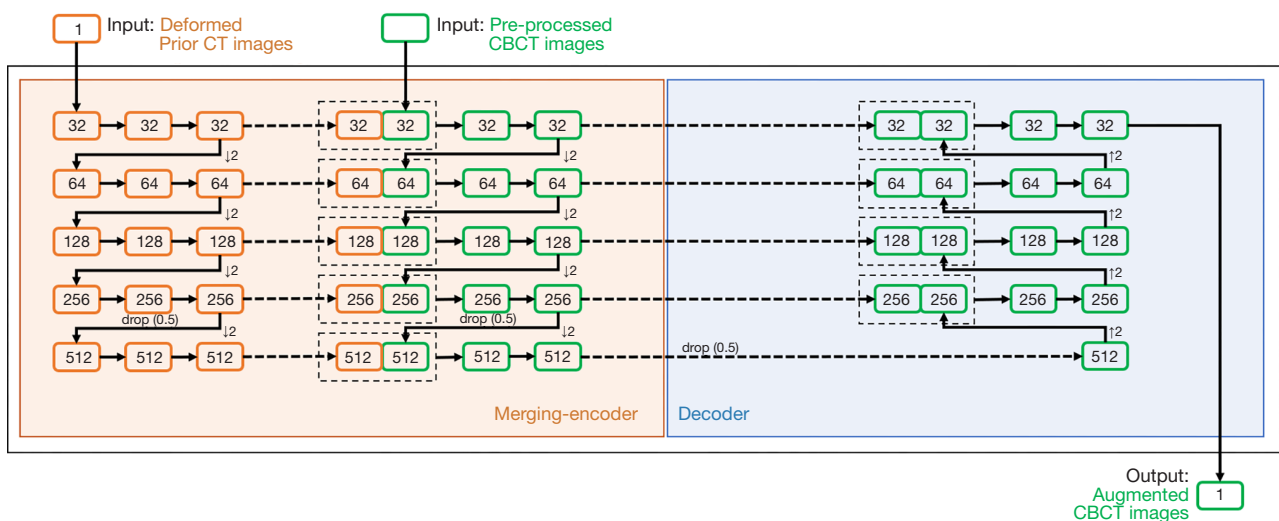 1
Input: Deformed
Prior CT images
Input: Pre-processed
CBCT images
32 32 32 32 32 32 32 32 32 32 32
↓2 ↓2 ↑2
64 64 64 64 64 64 64 64 64 64 64
↓2 ↓2 ↑2
128 128 128 128 128 128 128 128 128 128 128
↓2 ↓2 ↑2
256 256 256 256 256 256 256 256 256 256 256
drop (0.5) ↓2 drop (0.5) ↓2 ↑2
512 512 512 512 512 512 512 drop (0.5) 512
Merging-encoder
Decoder
Output:
Augmented
CBCT images
1